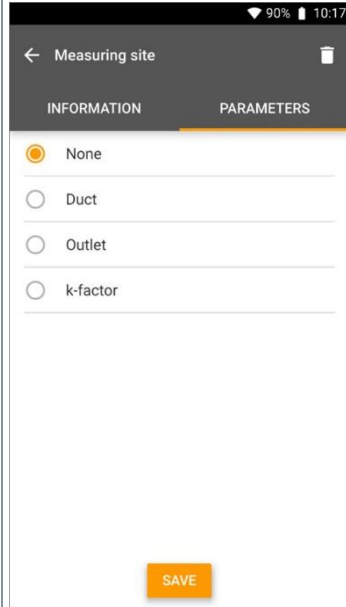 90% 10:17
Measuring site
INFORMATION PARAMETERS
None
Duct
Outlet
k-factor
SAVE